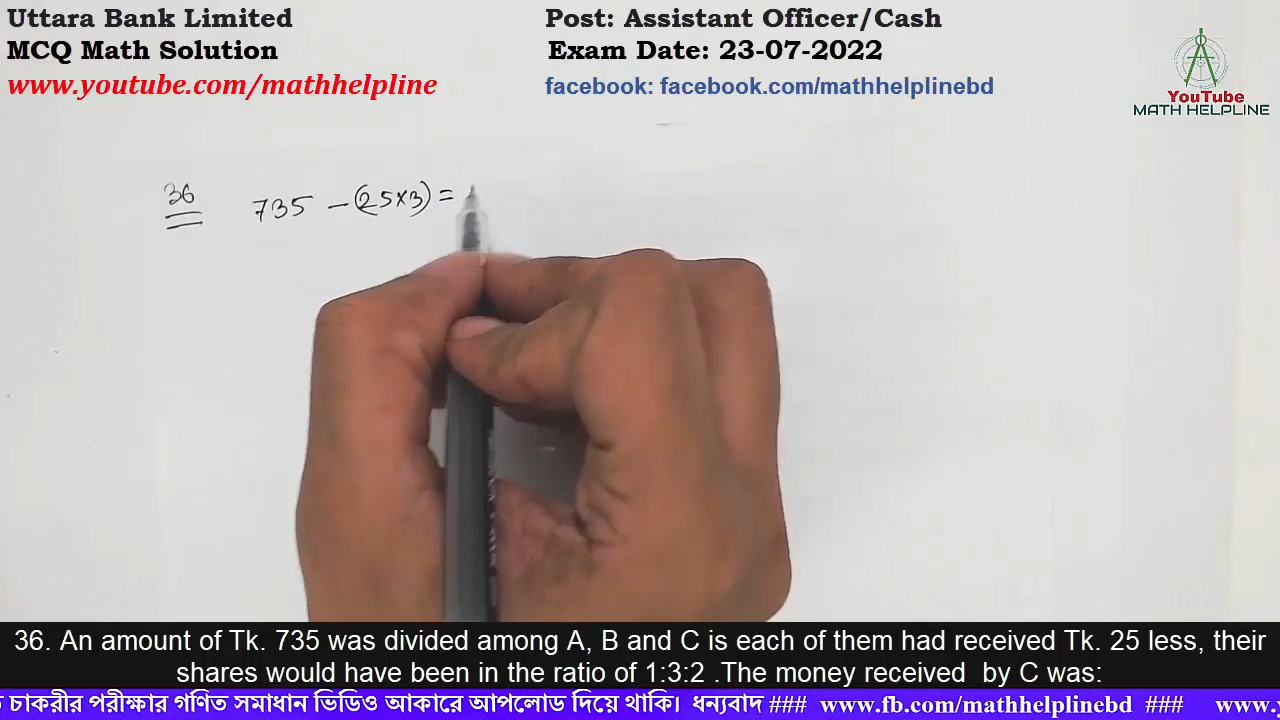 Uttara Bank Limited
Post: Assistant Officer/Cash
MCQ Math Solution
Exam Date: 23-07-2022
www.youtube.com/mathhelpline
facebook: facebook.com/mathhelplinebd
YouTube
MATH HELPLINE
36 735 - (25×3) =
36. An amount of Tk. 735 was divided among A, B and C is each of them had received Tk. 25 less, their
shares would have been in the ratio of 1:3:2 .The money received by C was:
চাকরীর পরীক্ষার গণিত সমাধান ভিডিও আকারে আপলোড দিয়ে থাকি। ধন্যবাদ ### www.fb.com/mathhelplinebd ### www.y